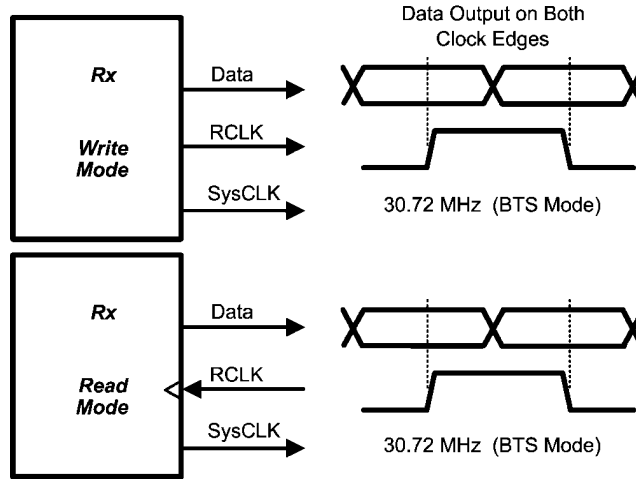 Data Output on Both
Clock Edges
Rx
Data
RCLK
Write
Mode
SysCLK
30.72 MHz (BTS Mode)
Rx
Data
RCLK
Read
Mode
SysCLK
30.72 MHz (BTS Mode)